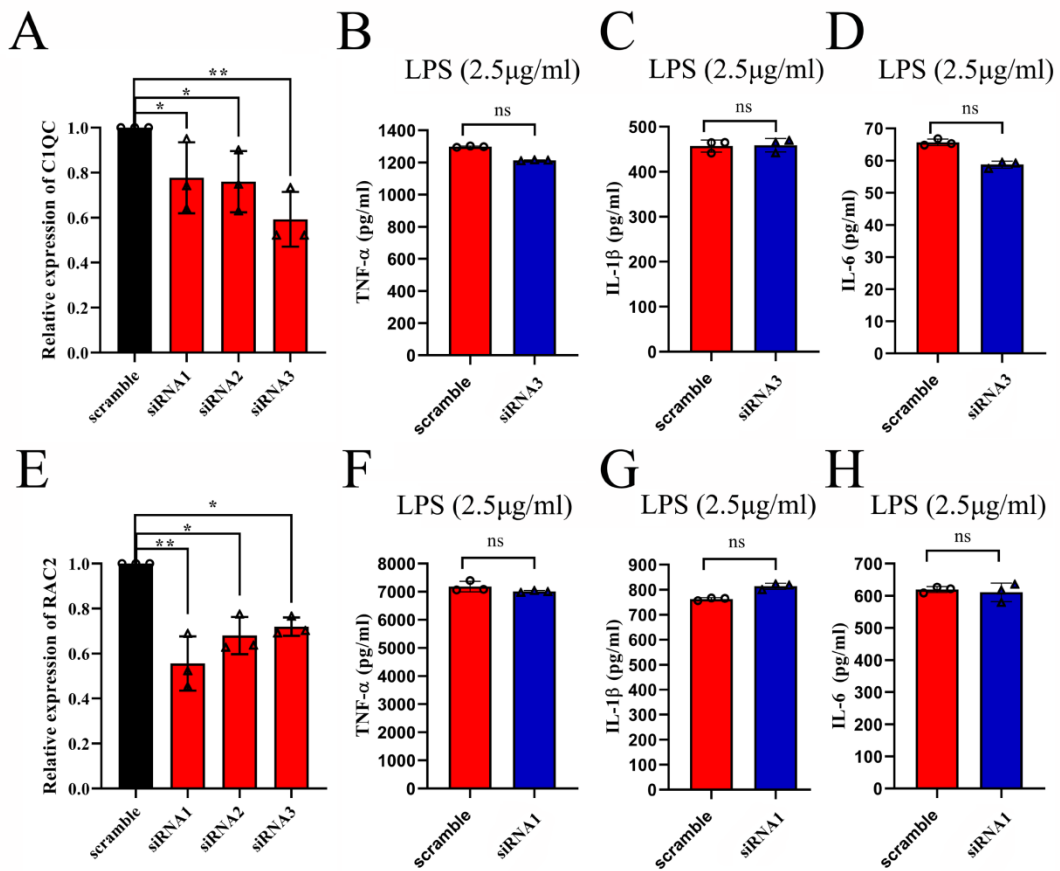 A
Relative expression of C1QC
1.0
0.8
0.6
0.4
0.2
0.0
**
*
*
scramble
siRNA1
siRNA2
siRNA3
B
LPS (2.5μg/ml)
ns
TNF-α (pg/ml)
1400
1200
1000
800
600
400
200
0
scramble
siRNA3
C
LPS (2.5μg/ml)
ns
IL-1β (pg/ml)
500
400
300
200
100
0
scramble
siRNA3
D
LPS (2.5μg/ml)
ns
IL-6 (pg/ml)
70
60
50
40
30
20
10
0
scramble
siRNA3
E
Relative expression of RAC2
1.0
0.8
0.6
0.4
0.2
0.0
*
*
**
scramble
siRNA1
siRNA2
siRNA3
F
LPS (2.5μg/ml)
ns
TNF-α (pg/ml)
9000
8000
7000
6000
5000
4000
3000
2000
1000
0
scramble
siRNA1
G
LPS (2.5μg/ml)
ns
IL-1β (pg/ml)
1000
900
800
700
600
500
400
300
200
100
0
scramble
siRNA1
H
LPS (2.5μg/ml)
ns
IL-6 (pg/ml)
700
600
500
400
300
200
100
0
scramble
siRNA1